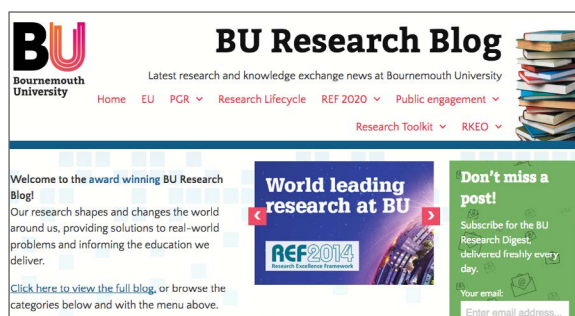 BU
Bournemouth
University
BU Research Blog
Latest research and knowledge exchange news at Bournemouth University
Home EU PGR Research Lifecycle REF 2020 Public engagement
Research Toolkit RKEO
Welcome to the award winning BU Research
Blog!
Our research shapes and changes the world
around us, providing solutions to real-world
problems and informing the education we
deliver.
Click here to view the full blog, or browse the
categories below and with the menu above.
World leading
research at BU
REF2014
Research Excellence Framework
Don't miss a
post!
Subscribe for the BU
Research Digest,
delivered freshly every
day.
Your email:
Enter email address...